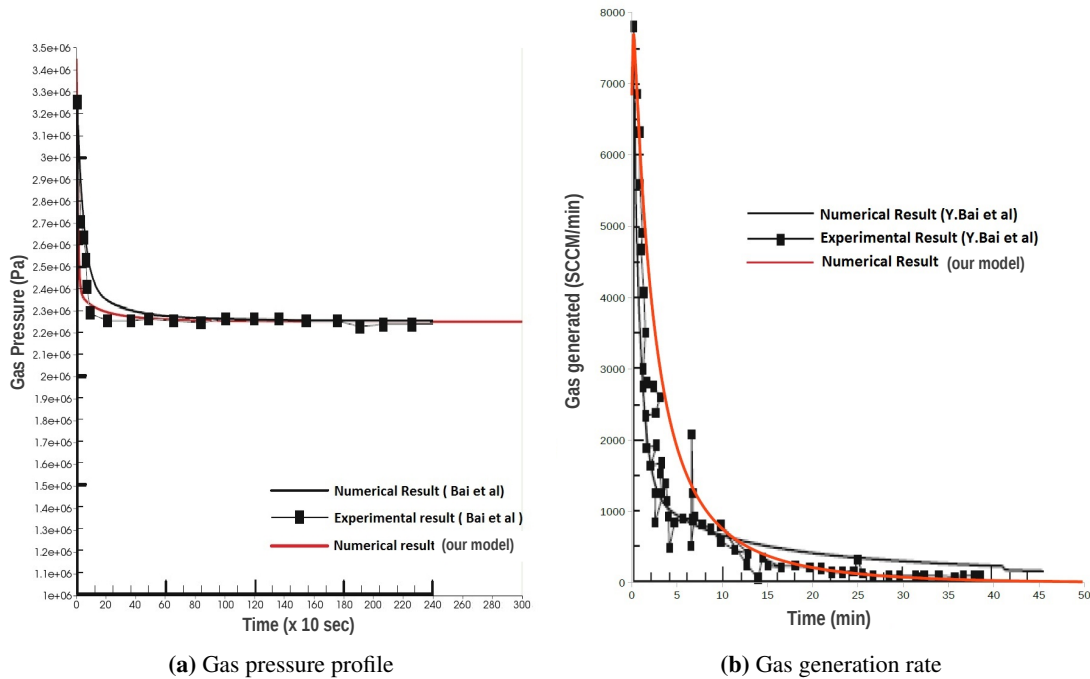 3.5e+06
3.4e+06
3.3e+06
3.2e+06
3.1e+06
3e+06
2.9e+06
2.8e+06
2.7e+06
2.6e+06
2.5e+06
2.4e+06
2.3e+06
2.2e+06
2.1e+06
2e+06
1.9e+06
1.8e+06
1.7e+06
1.6e+06
1.5e+06
1.4e+06
1.3e+06
1.2e+06
1.1e+06
1e+06
Gas Pressure (Pa)
Numerical Result ( Bai et al)
Experimental result ( Bai et al )
Numerical result (our model)
0 20 40 60 80 100 120 140 160 180 200 220 240 260 280 300
Time (x 10 sec)
(a) Gas pressure profile
8000
7000
6000
5000
4000
3000
2000
1000
0
Gas generated (SCCM/min)
Numerical Result (Y.Bai et al)
Experimental Result (Y.Bai et al)
Numerical Result (our model)
0 5 10 15 20 25 30 35 40 45 50
Time (min)
(b) Gas generation rate